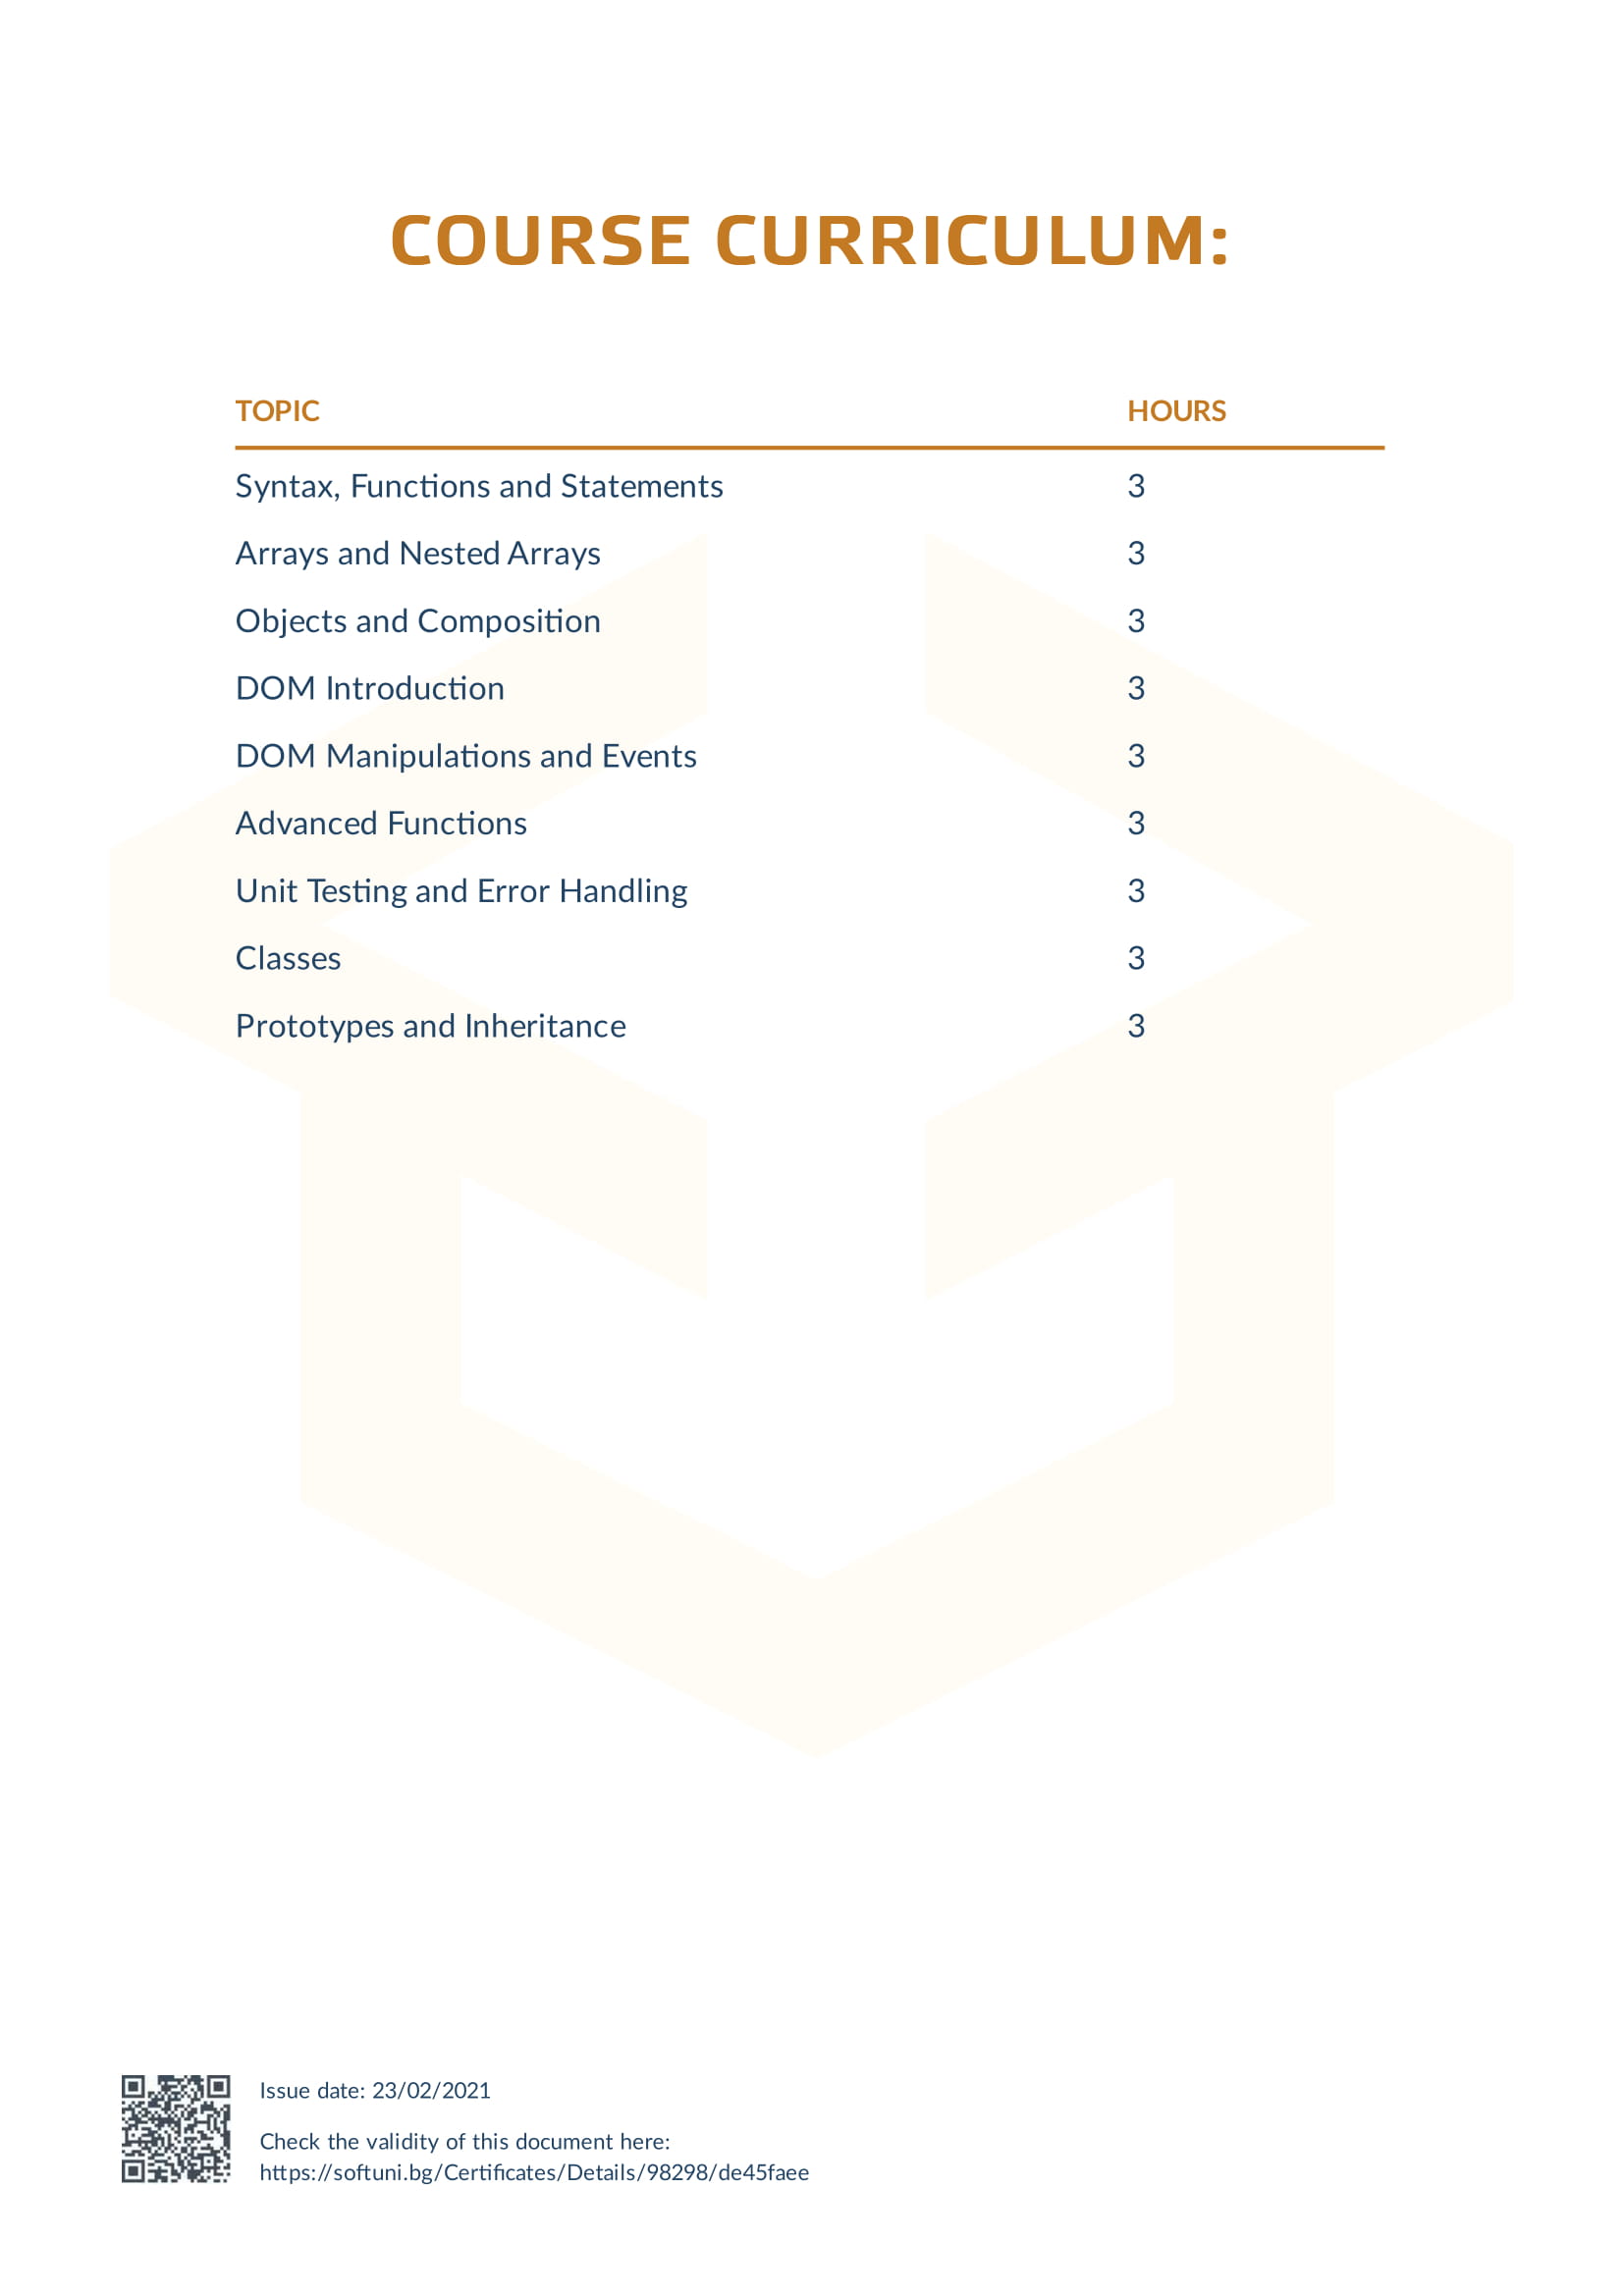 COURSE CURRICULUM:
TOPIC HOURS
Syntax, Functions and Statements 3
Arrays and Nested Arrays 3
Objects and Composition 3
DOM Introduction 3
DOM Manipulations and Events 3
Advanced Functions 3
Unit Testing and Error Handling 3
Classes 3
Prototypes and Inheritance 3
Issue date: 23/02/2021
Check the validity of this document here:
https://softuni.bg/Certificates/Details/98298/de45faee